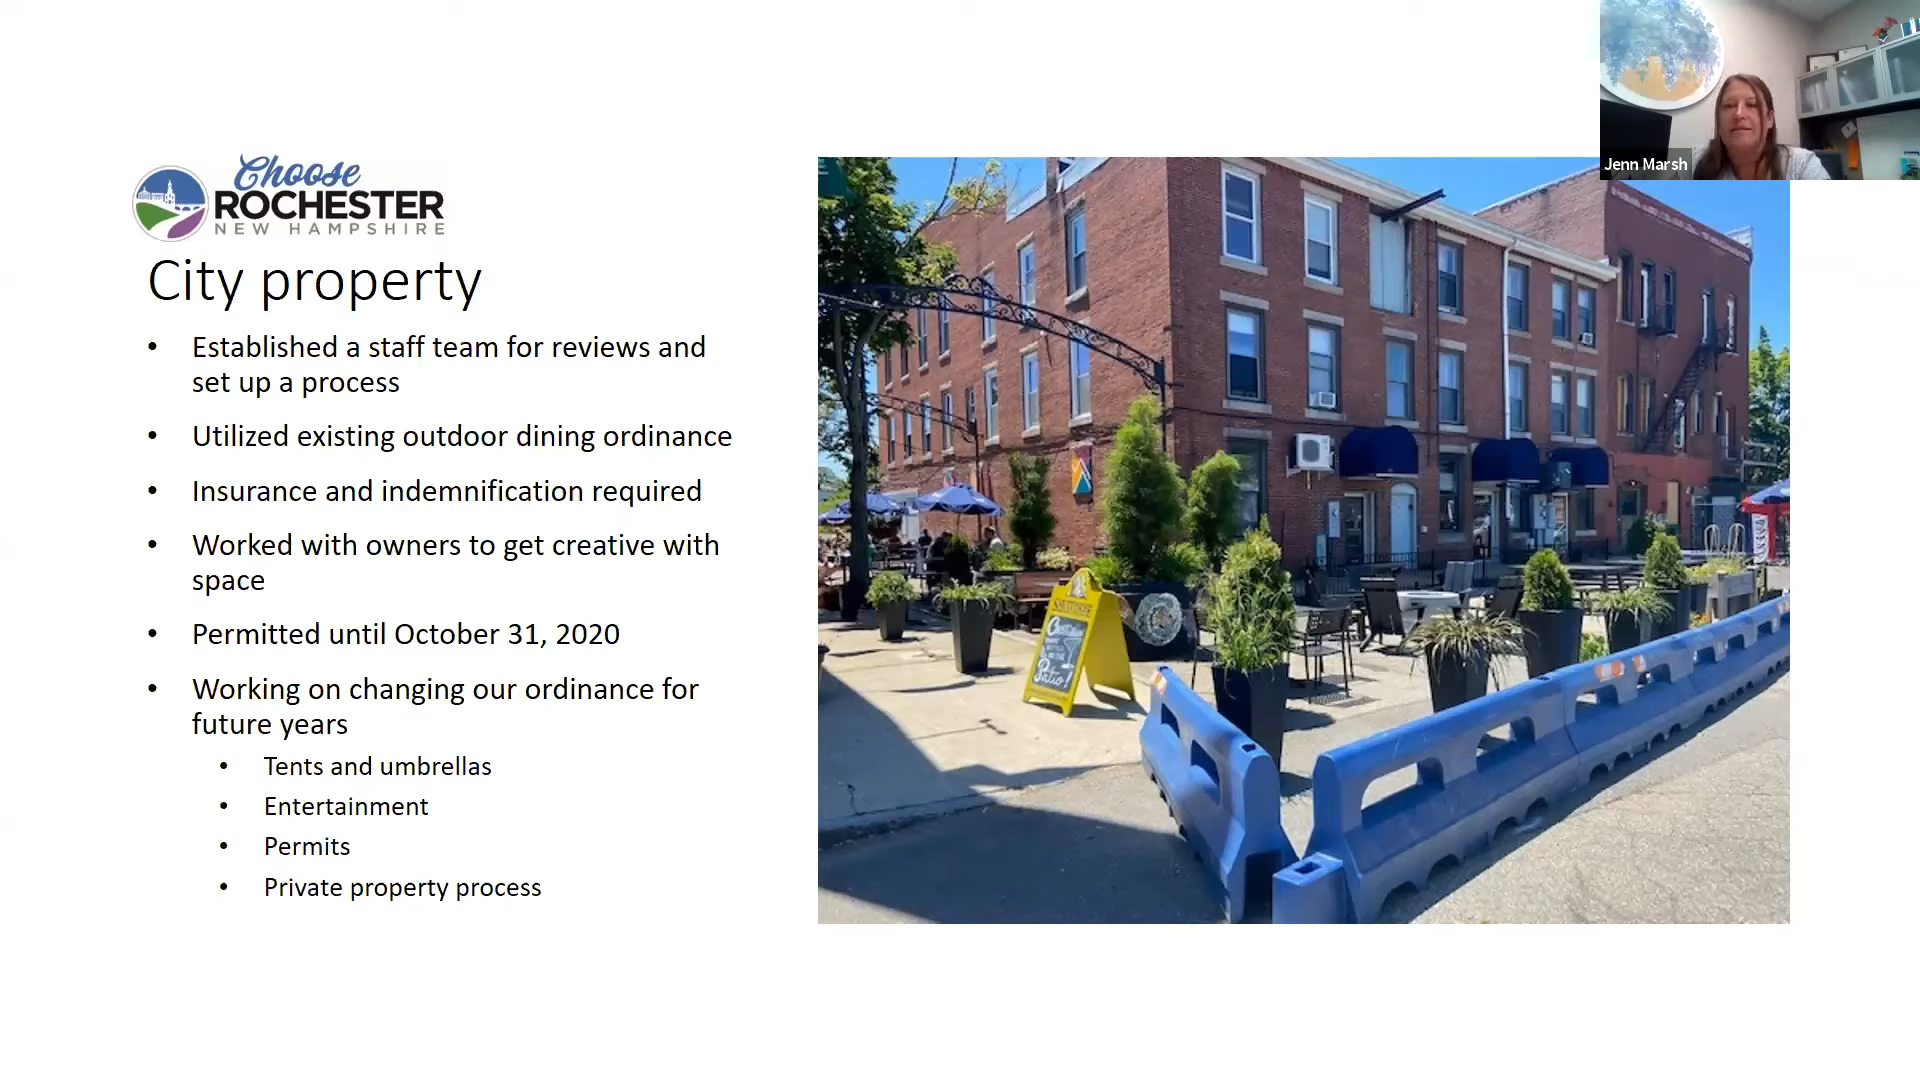 Jenn Marsh
Choose
ROCHESTER
NEW HAMPSHIRE
City property
• Established a staff team for reviews and
set up a process
• Utilized existing outdoor dining ordinance
• Insurance and indemnification required
• Worked with owners to get creative with
space
• Permitted until October 31, 2020
• Working on changing our ordinance for
future years
• Tents and umbrellas
• Entertainment
• Permits
• Private property process
Patio!